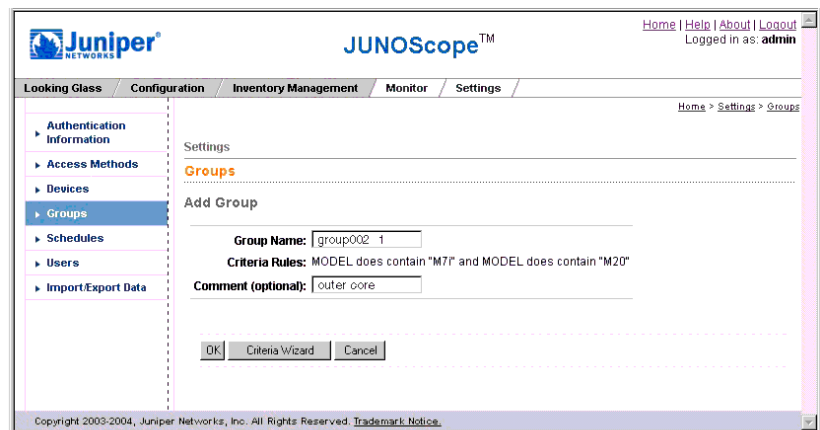 Home | Help | About | Logout
Juniper®
NETWORKS
JUNOScope™
Logged in as: admin
Looking Glass / Configuration / Inventory Management / Monitor / Settings /
Home > Settings > Groups
Authentication Information
Settings
Access Methods
Groups
Devices
Add Group
Groups
Schedules
Group Name: group002 1
Users
Criteria Rules: MODEL does contain "M7i" and MODEL does contain "M20"
Import/Export Data
Comment (optional): outer core
OK Criteria Wizard Cancel
Copyright 2003-2004, Juniper Networks, Inc. All Rights Reserved. Trademark Notice.